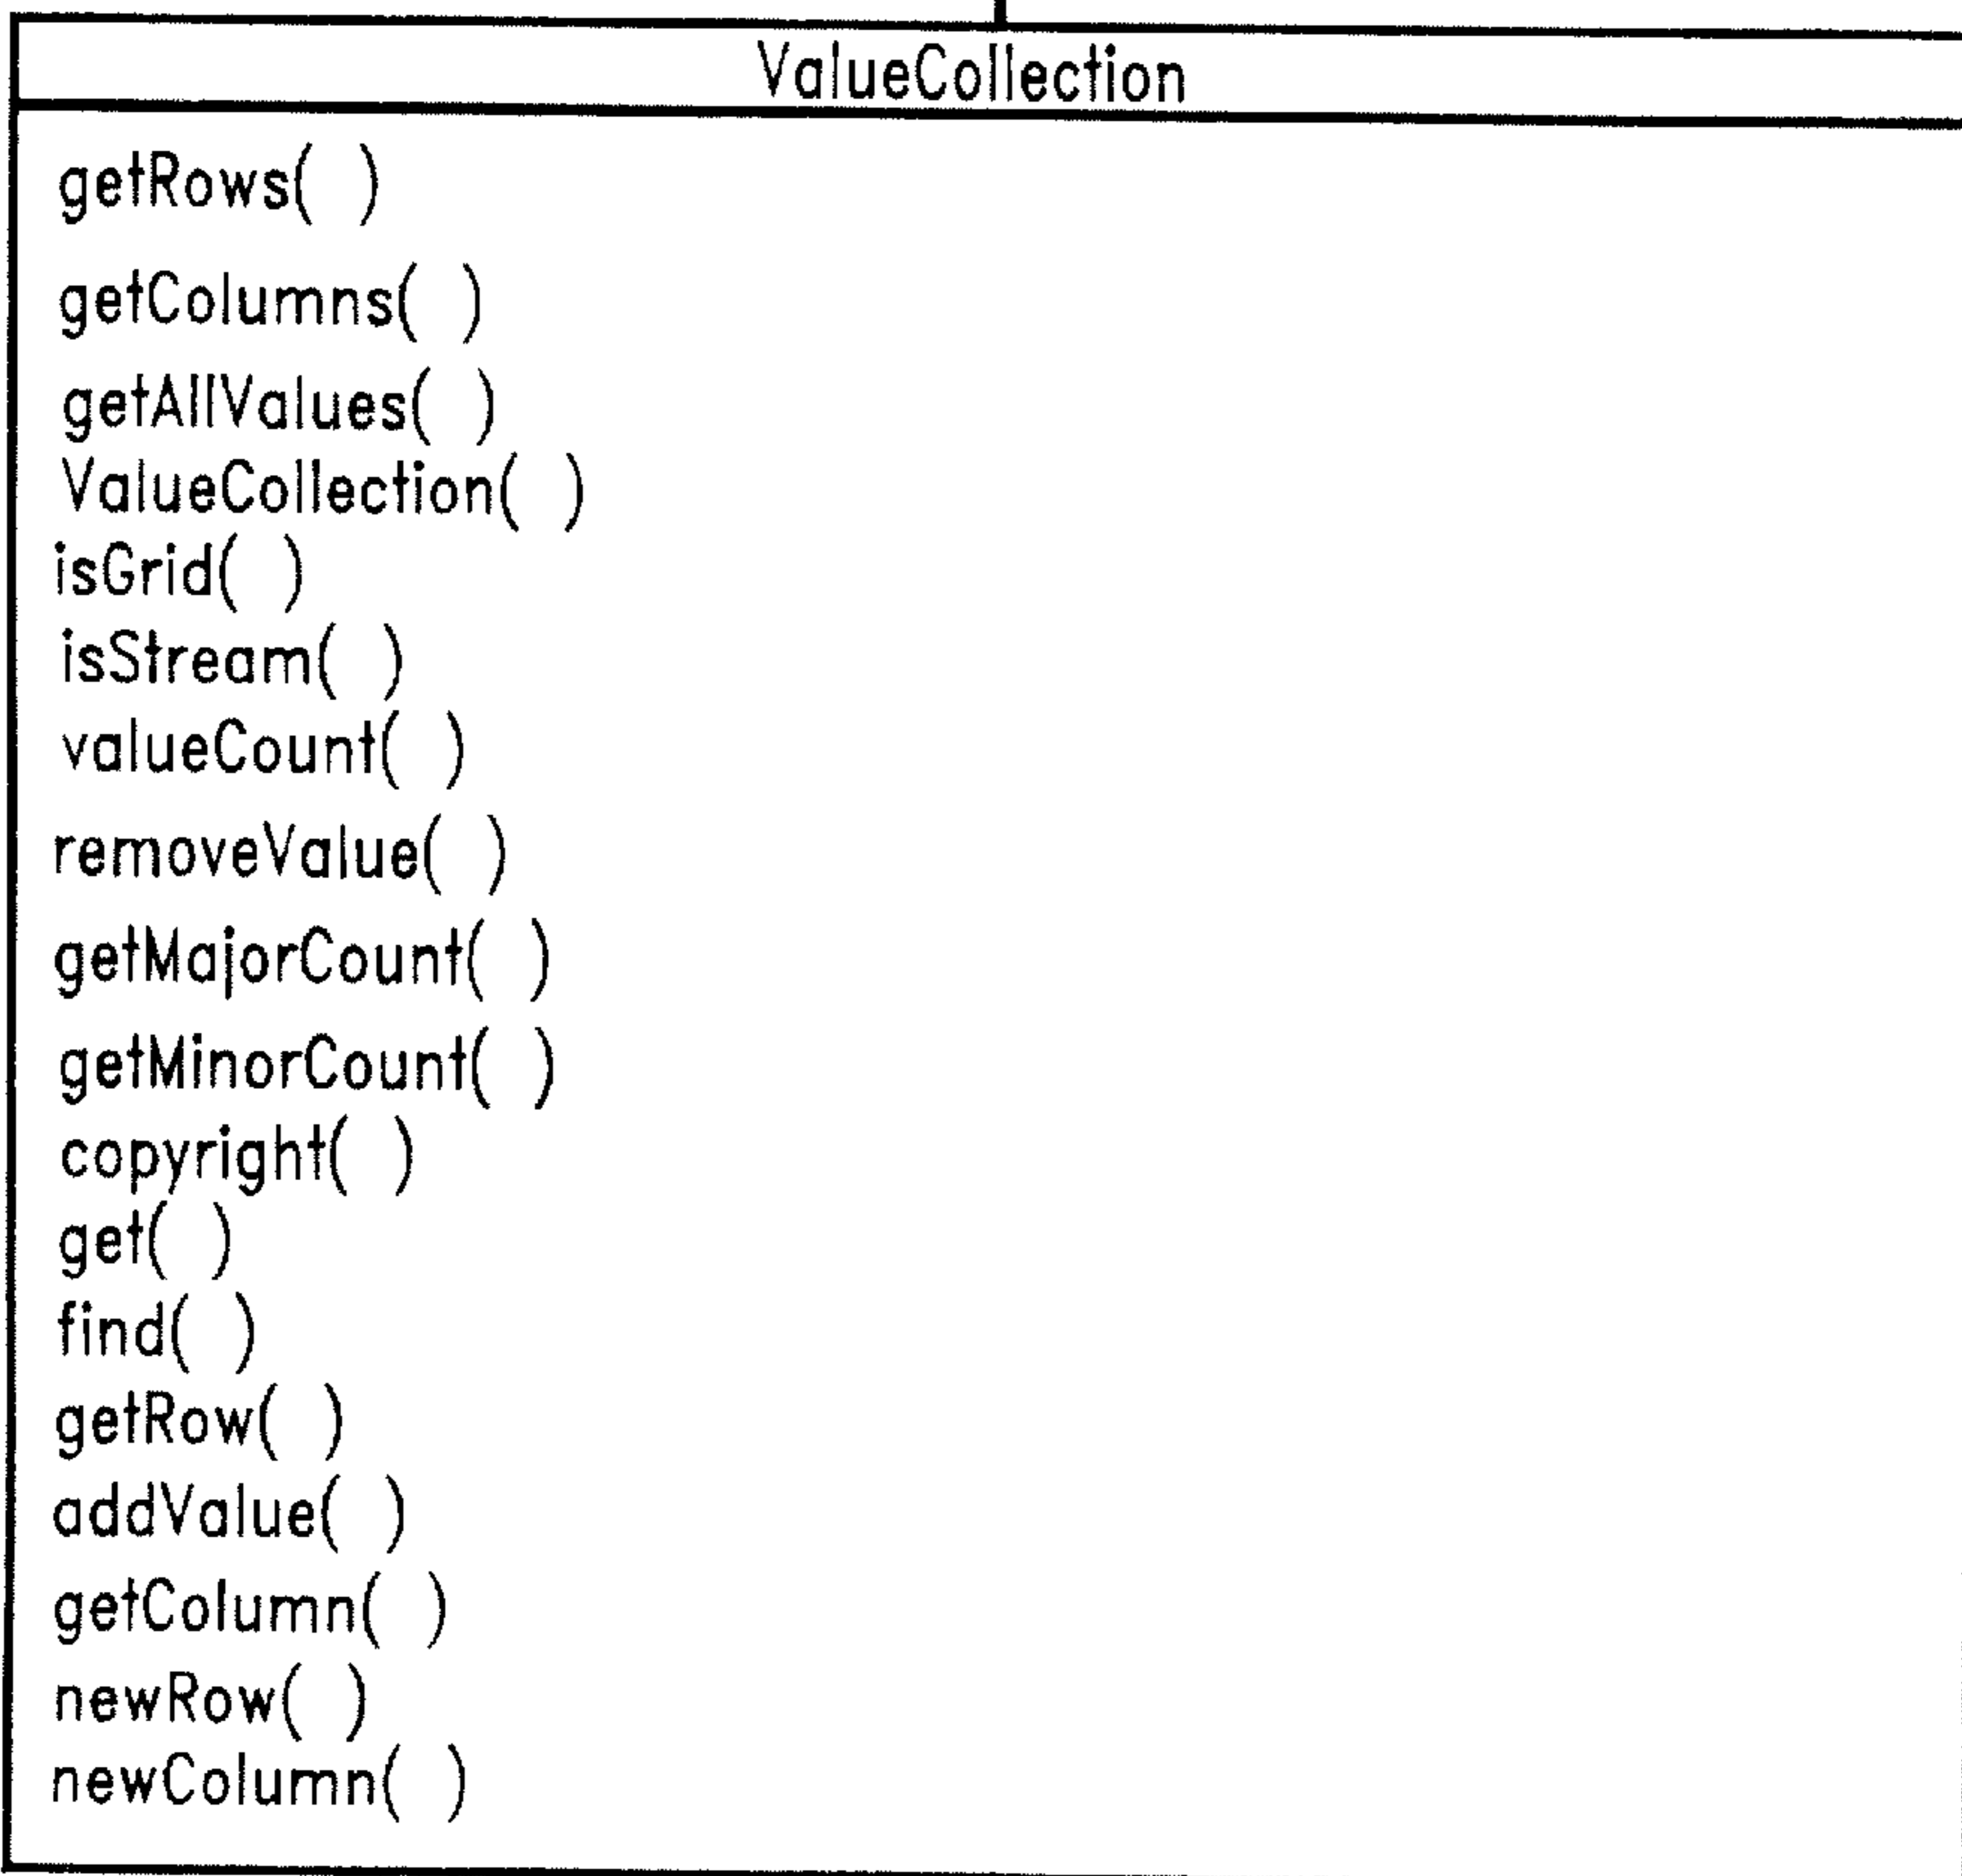 ValueCollection
getRows( )
getColumns( )
getAllValues( )
ValueCollection( )
isGrid( )
isStream( )
valueCount( )
removeValue( )
getMajorCount( )
getMinorCount( )
copyright( )
get( )
find( )
getRow( )
addValue( )
getColumn( )
newRow( )
newColumn( )